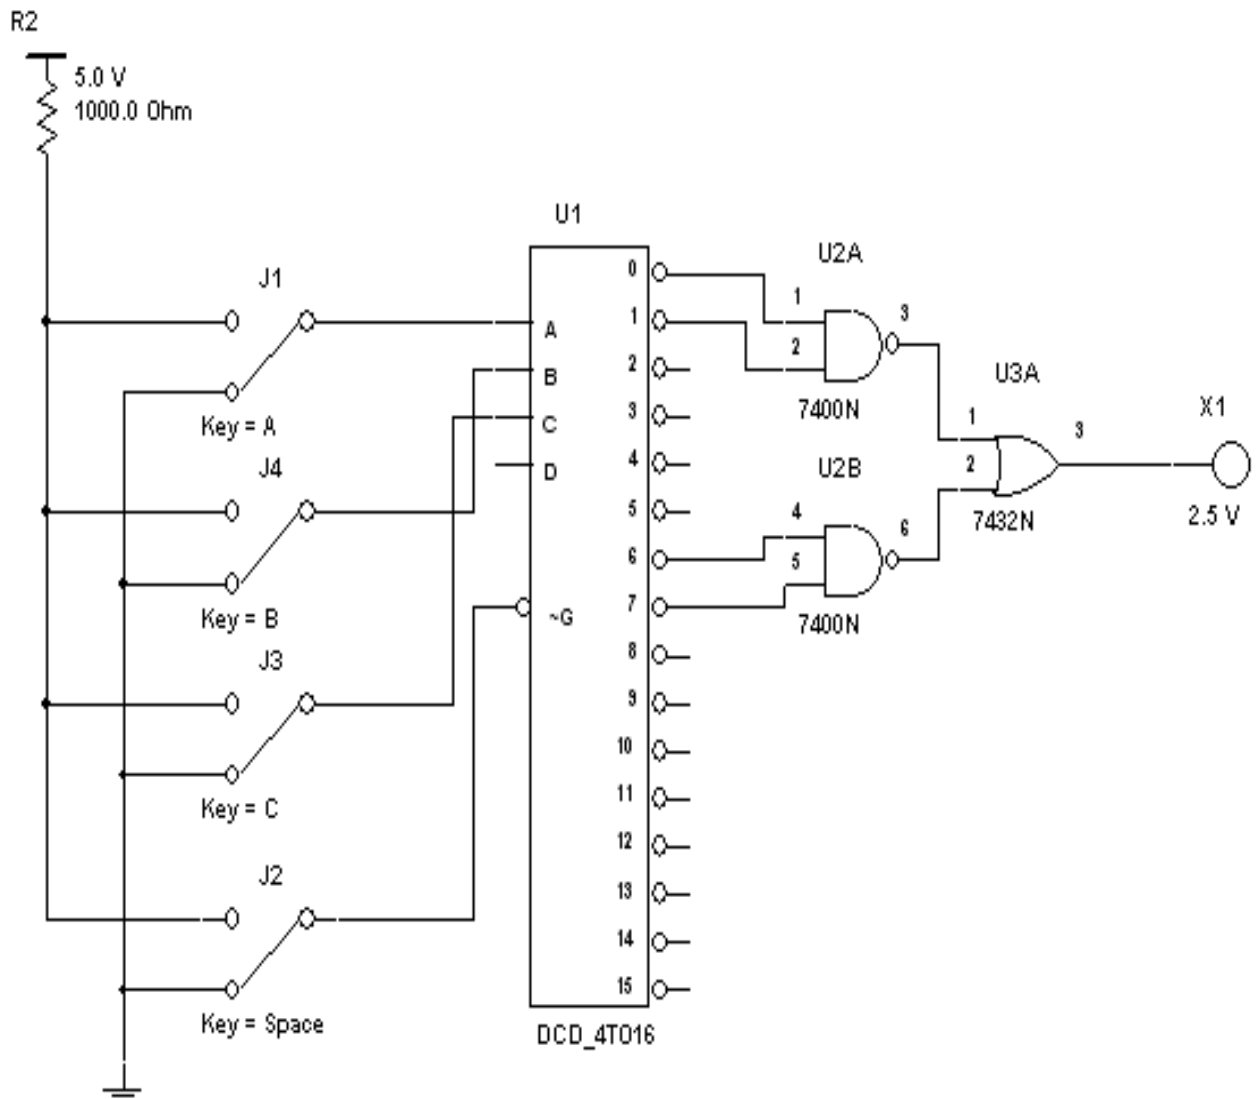 R2
5.0 V
1000.0 Ohm
U1
J1
Key = A
J4
Key = B
J3
Key = C
J2
Key = Space
A
B
C
D
~G
0
1
2
3
4
5
6
7
8
9
10
11
12
13
14
15
DCD_4TO16
U2A
1
2
3
7400N
U2B
4
5
6
7400N
U3A
1
2
3
7432N
X1
2.5 V